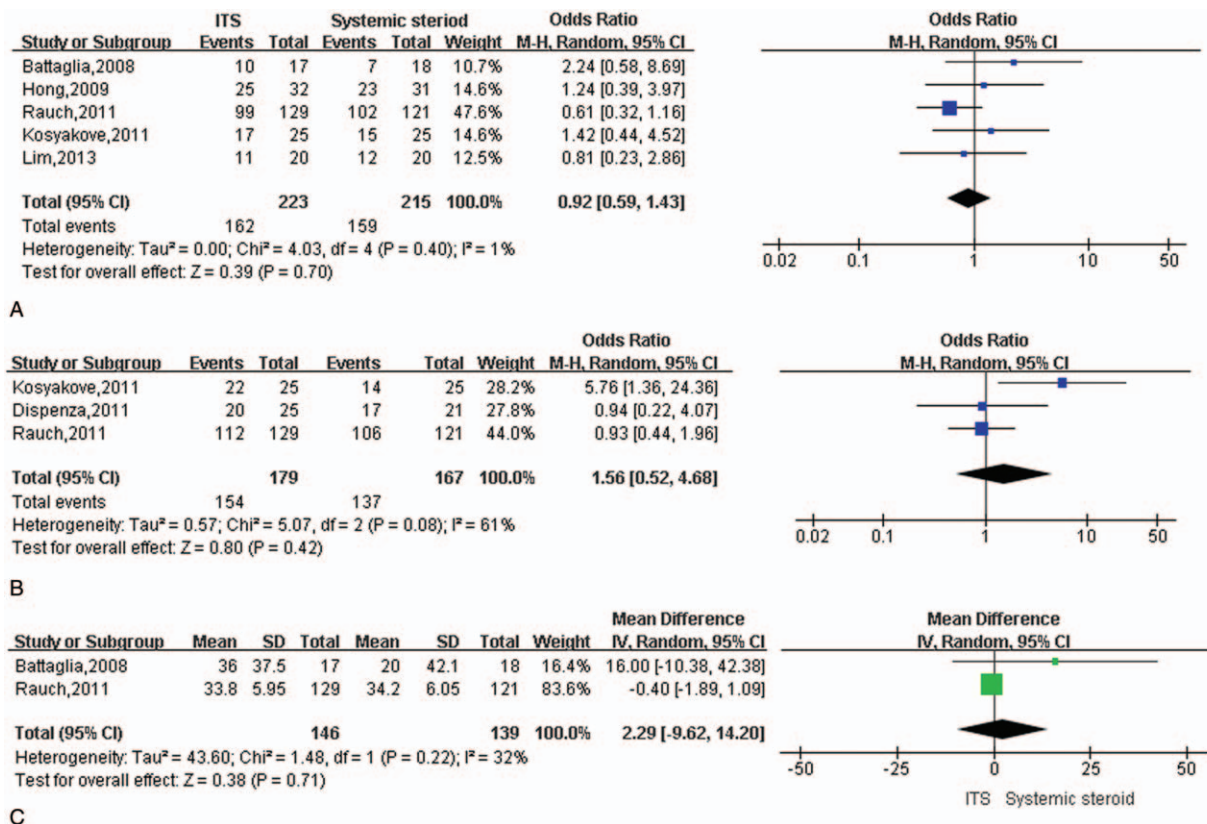 ITS Systemic steriod Odds Ratio Odds Ratio
Study or Subgroup Events Total Events Total Weight M-H, Random, 95% CI M-H, Random, 95% CI
Battaglia,2008 10 17 7 18 10.7% 2.24 [0.58, 8.69]
Hong,2009 25 32 23 31 14.6% 1.24 [0.39, 3.97]
Rauch,2011 99 129 102 121 47.6% 0.61 [0.32, 1.16]
Kosyakove,2011 17 25 15 25 14.6% 1.42 [0.44, 4.52]
Lim,2013 11 20 12 20 12.5% 0.81 [0.23, 2.86]
Total (95% CI) 223 215 100.0% 0.92 [0.59, 1.43]
Total events 162 159
Heterogeneity: Tau² = 0.00; Chi² = 4.03, df = 4 (P = 0.40); I² = 1%
Test for overall effect: Z = 0.39 (P = 0.70)
0.02 0.1 1 10 50
A
Odds Ratio Odds Ratio
Study or Subgroup Events Total Events Total Weight M-H, Random, 95% CI M-H, Random, 95% CI
Kosyakove,2011 22 25 14 25 28.2% 5.76 [1.36, 24.36]
Dispenza,2011 20 25 17 21 27.8% 0.94 [0.22, 4.07]
Rauch,2011 112 129 106 121 44.0% 0.93 [0.44, 1.96]
Total (95% CI) 179 167 100.0% 1.56 [0.52, 4.68]
Total events 154 137
Heterogeneity: Tau² = 0.57; Chi² = 5.07, df = 2 (P = 0.08); I² = 61%
Test for overall effect: Z = 0.80 (P = 0.42)
0.02 0.1 1 10 50
B
Mean Difference Mean Difference
Study or Subgroup Mean SD Total Mean SD Total Weight IV, Random, 95% CI IV, Random, 95% CI
Battaglia,2008 36 37.5 17 20 42.1 18 16.4% 16.00 [-10.38, 42.38]
Rauch,2011 33.8 5.95 129 34.2 6.05 121 83.6% -0.40 [-1.89, 1.09]
Total (95% CI) 146 139 100.0% 2.29 [-9.62, 14.20]
Heterogeneity: Tau² = 43.60; Chi² = 1.48, df = 1 (P = 0.22); I² = 32%
Test for overall effect: Z = 0.38 (P = 0.71)
-50 -25 0 25 50
ITS Systemic steroid
C